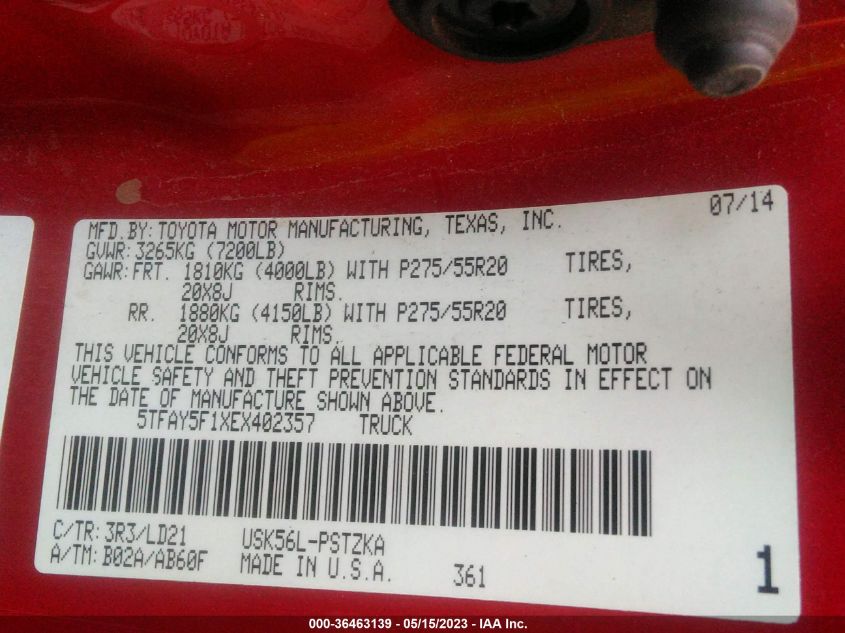 07/14
MFD.BY:TOYOTA MOTOR MANUFACTURING, TEXAS, INC.
GVWR:3265KG (7200LB)
GAWR:FRT. 1810KG (4000LB) WITH P275/55R20 TIRES,
20X8J RIMS.
RR. 1880KG (4150LB) WITH P275/55R20 TIRES,
20X8J RIMS.
THIS VEHICLE CONFORMS TO ALL APPLICABLE FEDERAL MOTOR
VEHICLE SAFETY AND THEFT PREVENTION STANDARDS IN EFFECT ON
THE DATE OF MANUFACTURE SHOWN ABOVE.
5TFAY5F1XEX402357 TRUCK
C/TR:3R3/LD21 USK56L-PSTZKA
A/TM:B02A/AB60F MADE IN U.S.A. 361 1
000-36463139 - 05/15/2023 - IAA Inc.